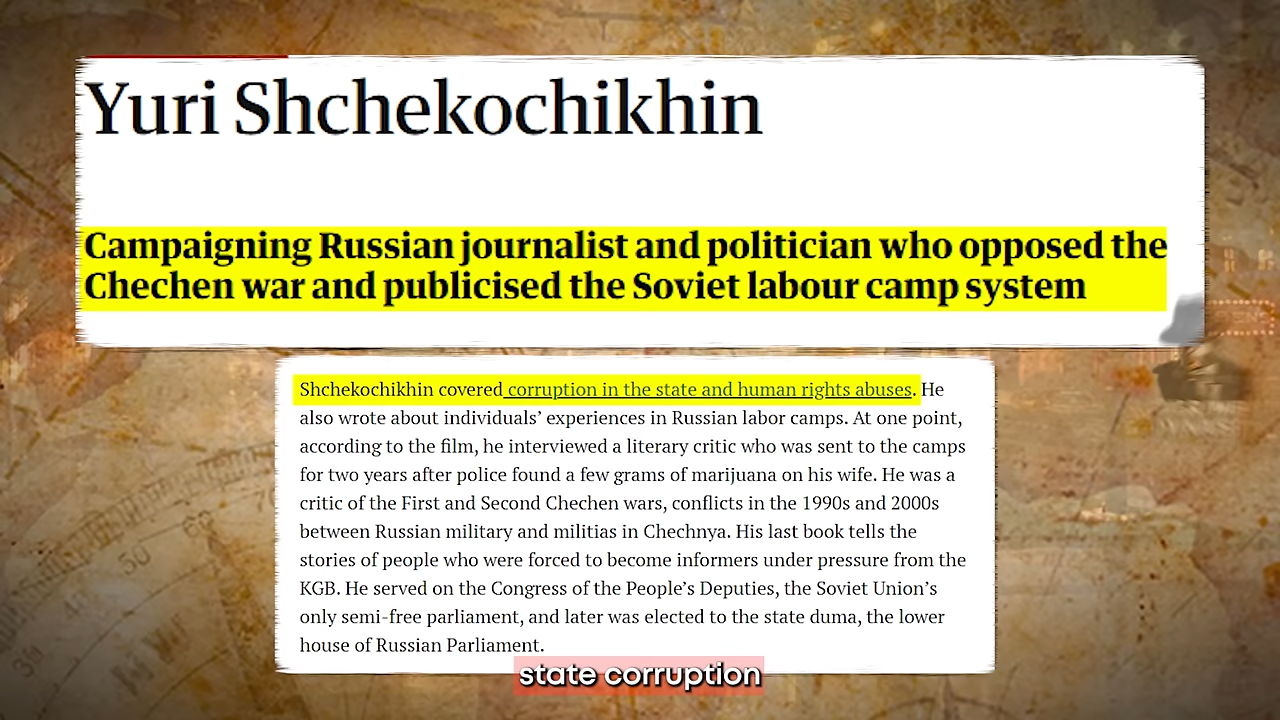 Yuri Shchekochikhin
Campaigning Russian journalist and politician who opposed the
Chechen war and publicised the Soviet labour camp system
Shchekochikhin covered corruption in the state and human rights abuses. He
also wrote about individuals’ experiences in Russian labor camps. At one point,
according to the film, he interviewed a literary critic who was sent to the camps
for two years after police found a few grams of marijuana on his wife. He was a
critic of the First and Second Chechen wars, conflicts in the 1990s and 2000s
between Russian military and militias in Chechnya. His last book tells the
stories of people who were forced to become informers under pressure from the
KGB. He served on the Congress of the People’s Deputies, the Soviet Union’s
only semi-free parliament, and later was elected to the state duma, the lower
house of Russian Parliament.
state corruption
50
60